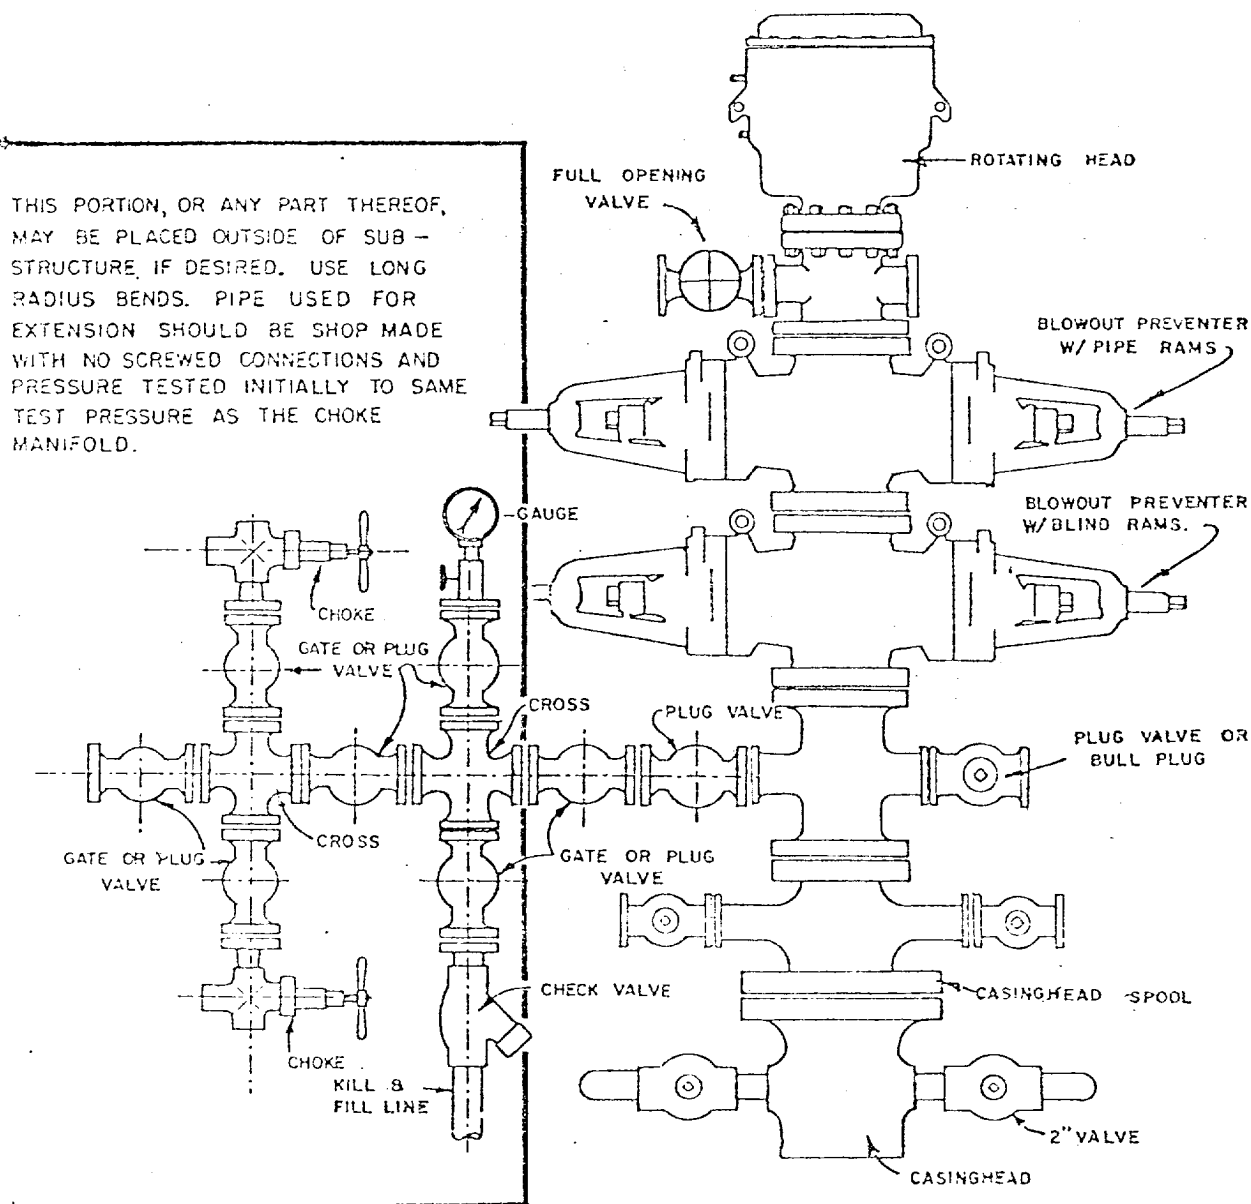 THIS PORTION, OR ANY PART THEREOF,
MAY BE PLACED OUTSIDE OF SUB-
STRUCTURE IF DESIRED. USE LONG
RADIUS BENDS. PIPE USED FOR
EXTENSION SHOULD BE SHOP MADE
WITH NO SCREWED CONNECTIONS AND
PRESSURE TESTED INITIALLY TO SAME
TEST PRESSURE AS THE CHOKE
MANIFOLD.
ROTATING HEAD
FULL OPENING
VALVE
BLOWOUT PREVENTER
W/ PIPE RAMS
BLOWOUT PREVENTER
W/BLIND RAMS.
GAUGE
CHOKE
GATE OR PLUG
VALVE
CROSS
PLUG VALVE
PLUG VALVE OR
BULL PLUG
CROSS
GATE OR PLUG
VALVE
GATE OR PLUG
VALVE
CHECK VALVE
CASINGHEAD SPOOL
CHOKE
KILL &
FILL LINE
2" VALVE
CASINGHEAD